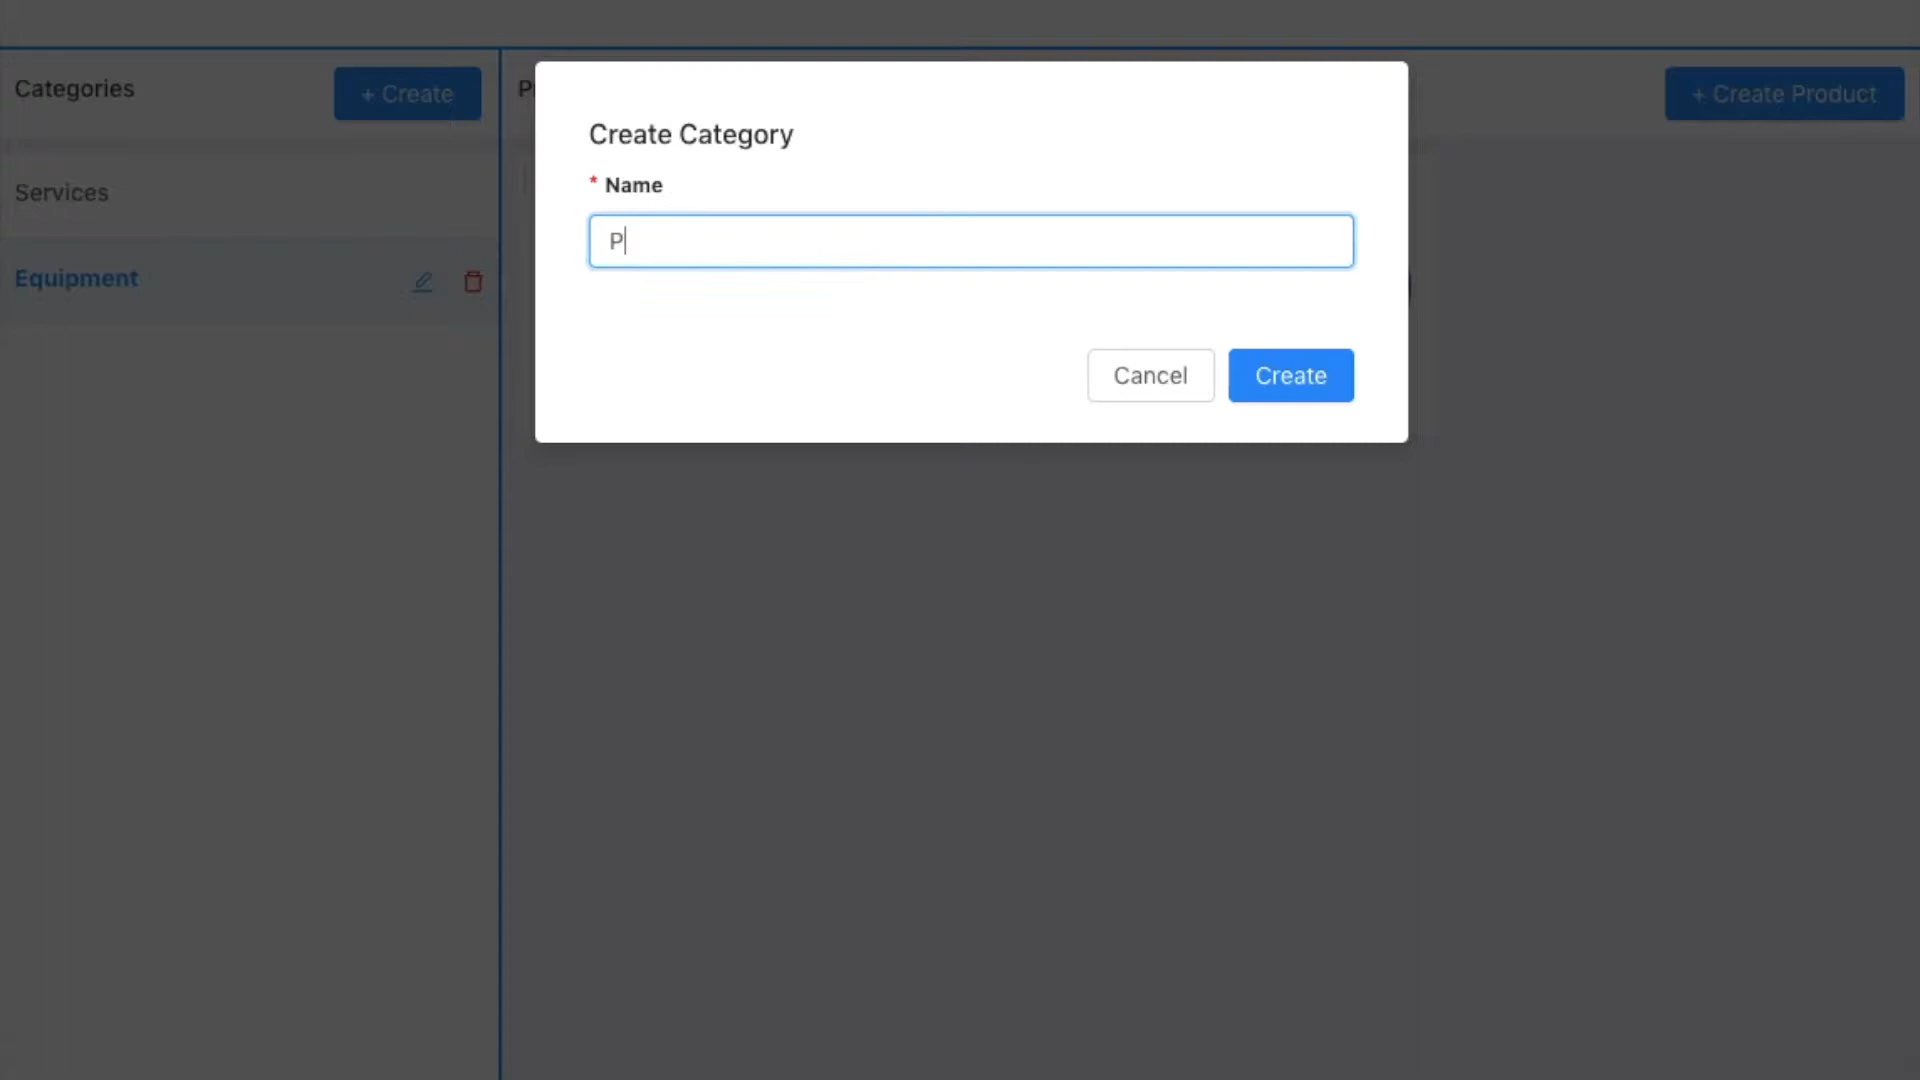 Categories
+ Create
+ Create Product
Services
Equipment
Create Category
* Name
P
Cancel
Create